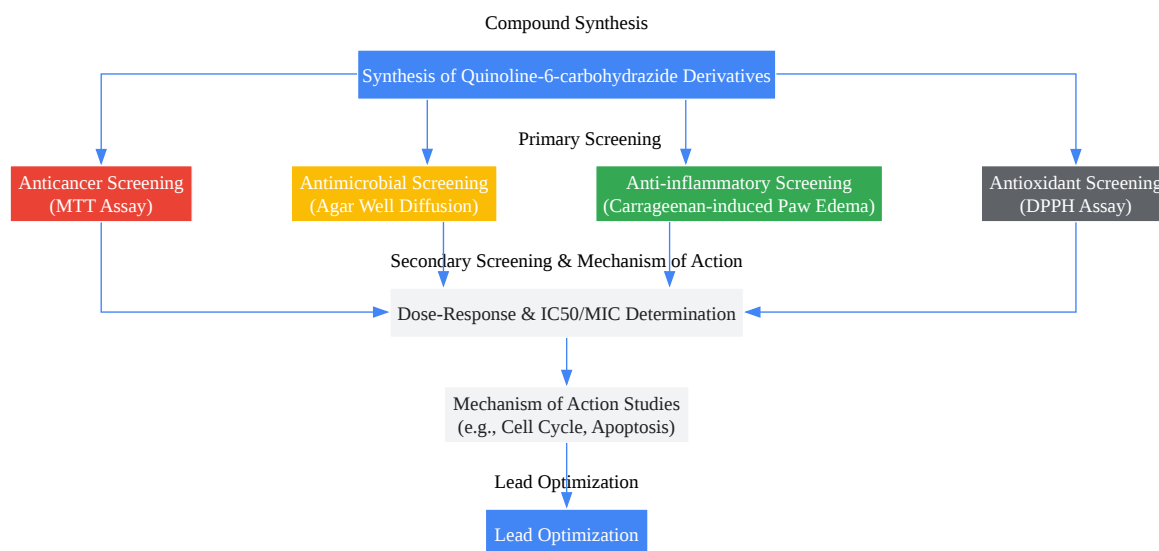 Compound Synthesis
Synthesis of Quinoline-6-carbohydrazide Derivatives
Primary Screening
Anticancer Screening
(MTT Assay)
Antimicrobial Screening
(Agar Well Diffusion)
Anti-inflammatory Screening
(Carrageenan-induced Paw Edema)
Antioxidant Screening
(DPPH Assay)
Secondary Screening & Mechanism of Action
Dose-Response & IC50/MIC Determination
Mechanism of Action Studies
(e.g., Cell Cycle, Apoptosis)
Lead Optimization
Lead Optimization